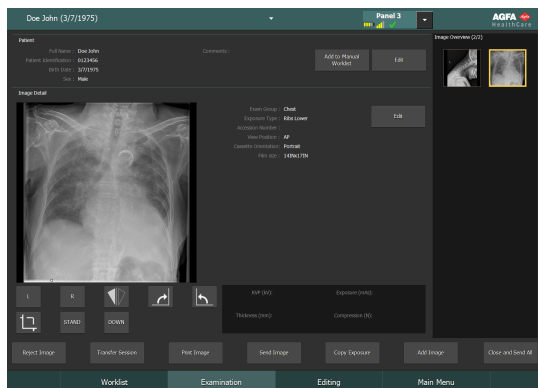 Doe John (3/7/1975)
Panel 3
AGFA
HealthCare
Patient
Full Name : Doe John
Patient Identification : 0123456
Birth Date : 3/7/1975
Sex : Male
Comments :
Add to Manual Worklist
Edit
Image Overview (2/2)
Image Detail
Exam Group : Chest
Exposure Type : Ribs Lower
Accession Number :
View Position : AP
Cassette Orientation : Portrait
Film size : 14INx17IN
Edit
L
R
STAND
DOWN
kVP (kV):
Exposure (mAs):
Thickness (mm):
Compression (N):
Reject Image
Transfer Session
Print Image
Send Image
Copy Exposure
Add Image
Close and Send All
Worklist
Examination
Editing
Main Menu